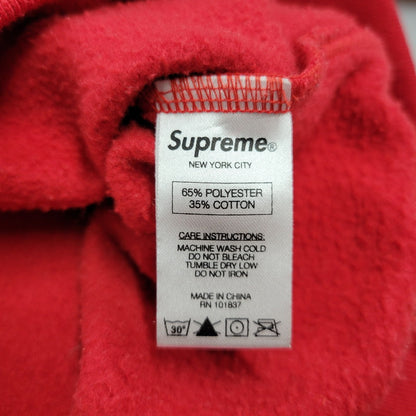 Supreme®
NEW YORK CITY
65% POLYESTER
35% COTTON
CARE INSTRUCTIONS:
MACHINE WASH COLD
DO NOT BLEACH
TUMBLE DRY LOW
DO NOT IRON
MADE IN CHINA
RN 101837
30°